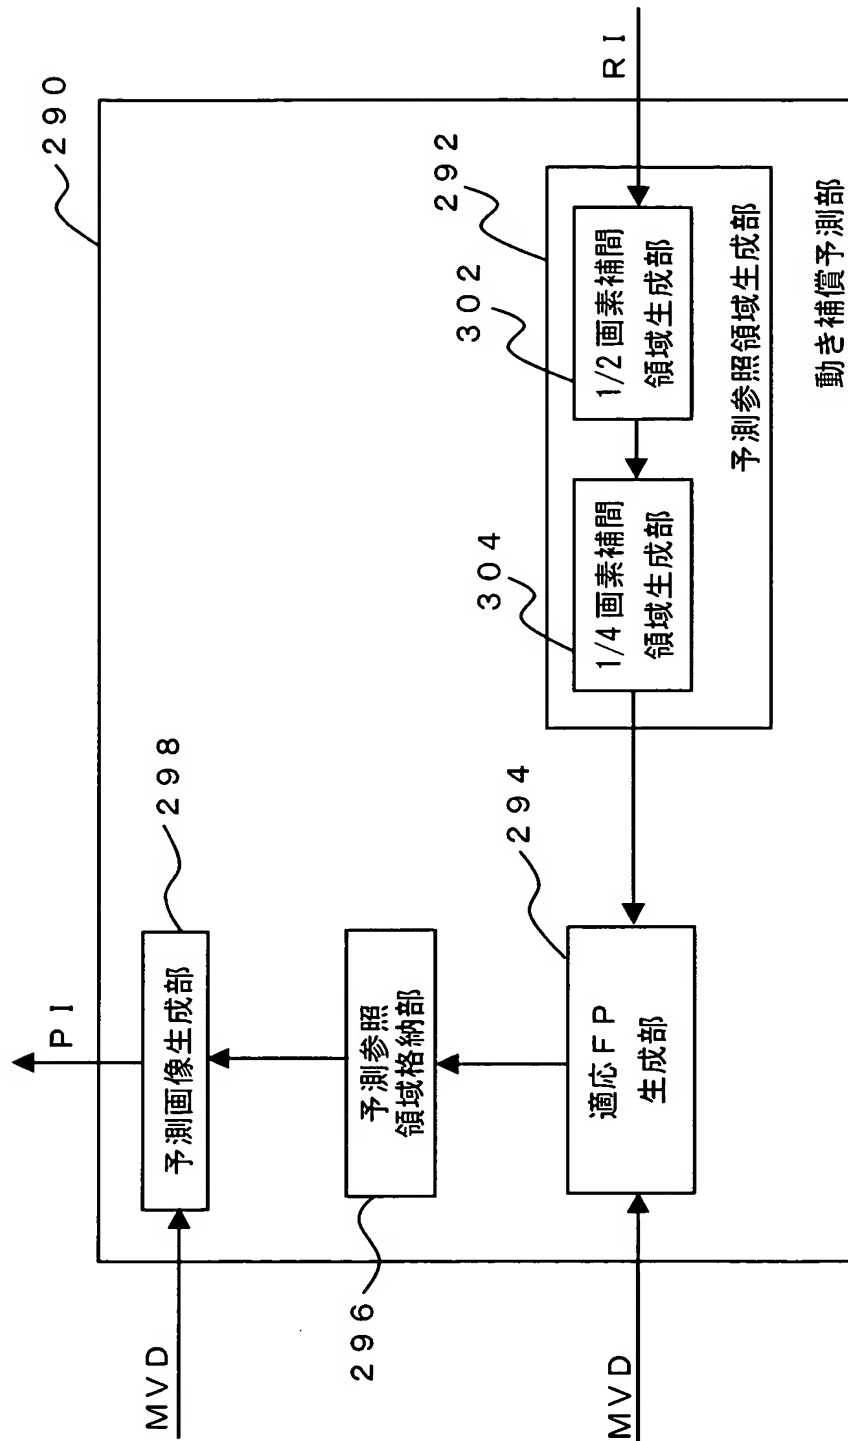 290
RI
292
302
1/2画素補間
領域生成部
304
1/4画素補間
領域生成部
予測参照領域生成部
動き補償予測部
294
適応FP
生成部
MVD
予測参照
領域格納部
296
298
予測画像生成部
PI
MVD